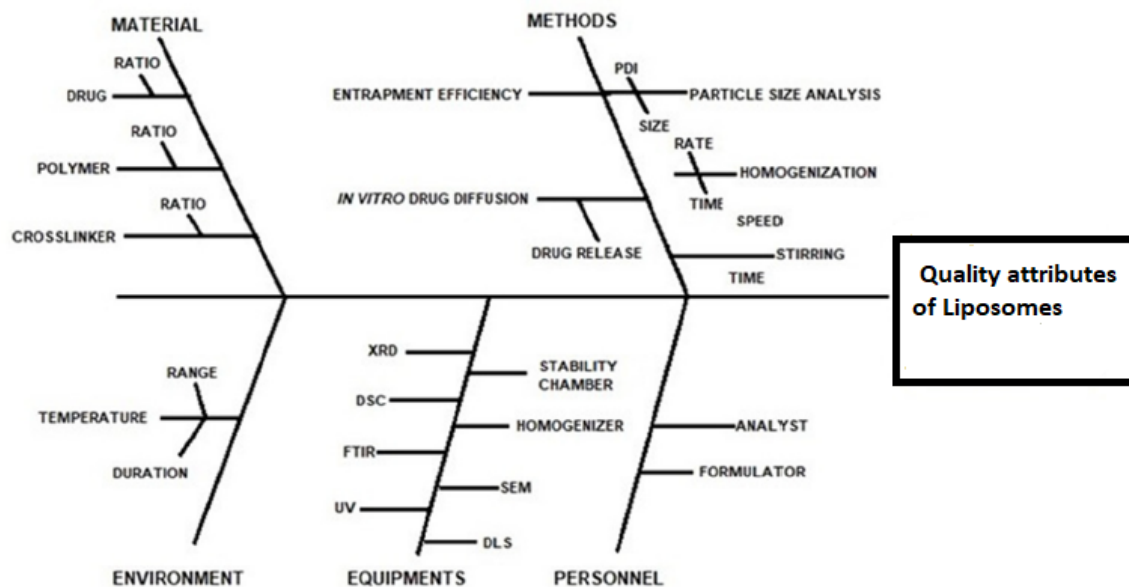 MATERIAL
METHODS
RATIO
DRUG
RATIO
POLYMER
RATIO
CROSSLINKER
PDI
ENTRAPMENT EFFICIENCY
PARTICLE SIZE ANALYSIS
SIZE
RATE
HOMOGENIZATION
TIME
IN VITRO DRUG DIFFUSION
SPEED
DRUG RELEASE
STIRRING
TIME
Quality attributes
of Liposomes
RANGE
TEMPERATURE
DURATION
XRD
STABILITY
CHAMBER
DSC
HOMOGENIZER
FTIR
SEM
UV
DLS
ANALYST
FORMULATOR
ENVIRONMENT
EQUIPMENTS
PERSONNEL